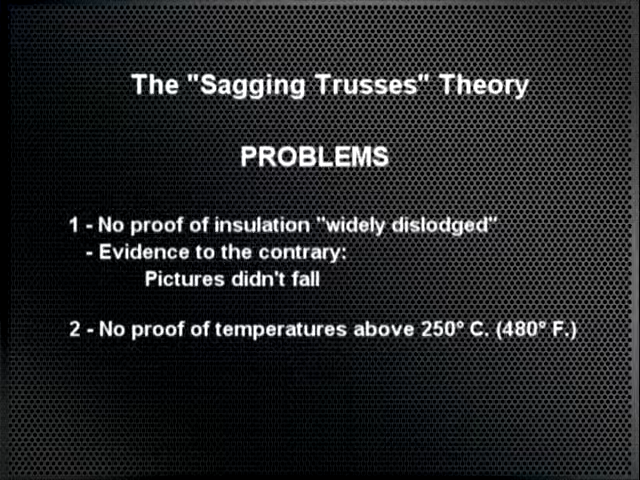 The "Sagging Trusses" Theory
PROBLEMS
1 - No proof of insulation "widely dislodged"
- Evidence to the contrary:
Pictures didn't fall
2 - No proof of temperatures above 250° C. (480° F.)